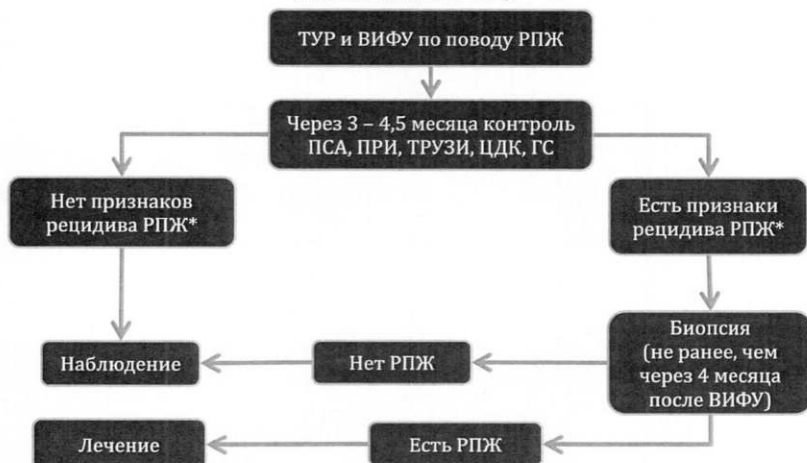 ТУР и ВИФУ по поводу РПЖ
Через 3 – 4,5 месяца контроль
ПСА, ПРИ, ТРУЗИ, ЦДК, ГС
Нет признаков
рецидива РПЖ*
Есть признаки
рецидива РПЖ*
Биопсия
(не ранее, чем
через 4 месяца
после ВИФУ)
Нет РПЖ
Наблюдение
Есть РПЖ
Лечение